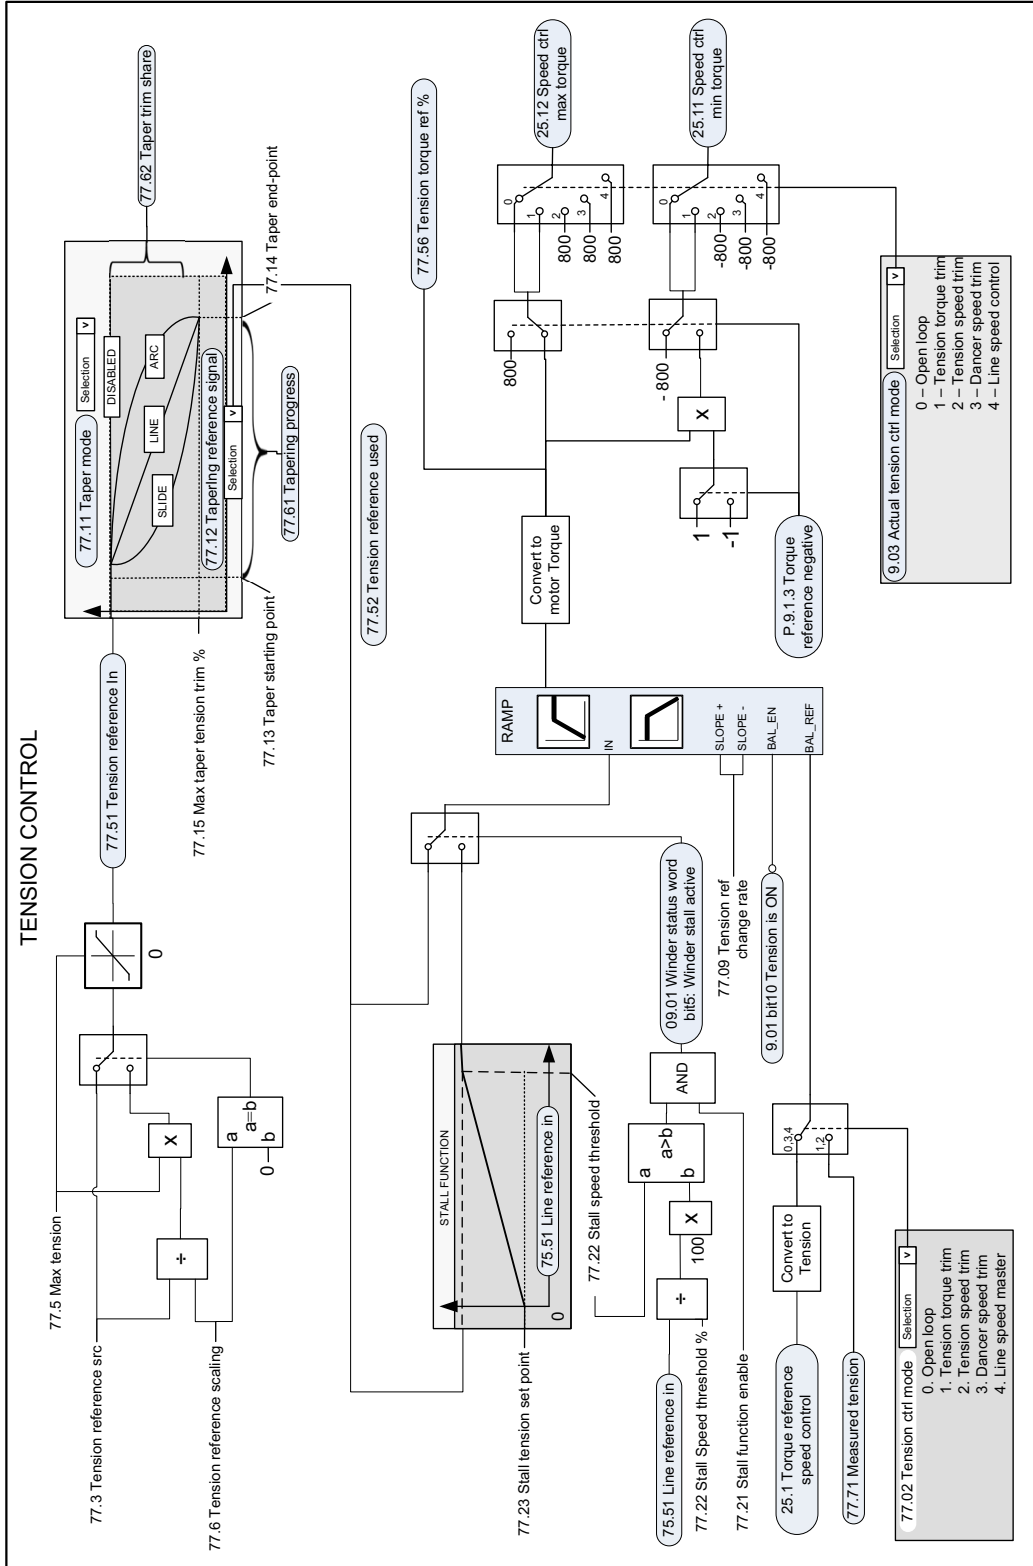 TENSION CONTROL
77.5 Max tension
77.3 Tension reference src
77.6 Tension reference scaling
÷
X
a
a=b
b
0
0
77.51 Tension reference In
77.11 Taper mode
Selection
v
DISABLED
ARC
LINE
SLIDE
77.12 TaperIng reference signal
Selection
v
77.15 Max taper tension trim %
77.13 Taper starting point
77.61 Tapering progress
77.14 Taper end-point
77.62 Taper trim share
77.52 Tension reference used
77.56 Tension torque ref %
STALL FUNCTION
75.51 Line reference in
0
77.23 Stall tension set point
77.22 Stall speed threshold
75.51 Line reference in
77.22 Stall Speed threshold %
77.21 Stall function enable
÷
100
X
a
a>b
b
AND
09.01 Winder status word
bit5: Winder stall active
77.09 Tension ref
change rate
9.01 bit10 Tension is ON
RAMP
IN
SLOPE +
SLOPE -
BAL_EN
BAL_REF
Convert to
motor Torque
800
- 800
X
1
-1
P.9.1.3 Torque
reference negative
0
1
2
3
4
800
800
800
25.12 Speed ctrl
max torque
0
1
2
3
4
-800
-800
-800
25.11 Speed ctrl
min torque
25.1 Torque reference
speed control
77.71 Measured tension
Convert to
Tension
0,3,4
1,2
77.02 Tension ctrl mode
Selection
v
0. Open loop
1. Tension torque trim
2. Tension speed trim
3. Dancer speed trim
4. Line speed master
9.03 Actual tension ctrl mode
Selection
v
0 – Open loop
1 – Tension torque trim
2 – Tension speed trim
3 – Dancer speed trim
4 – Line speed control